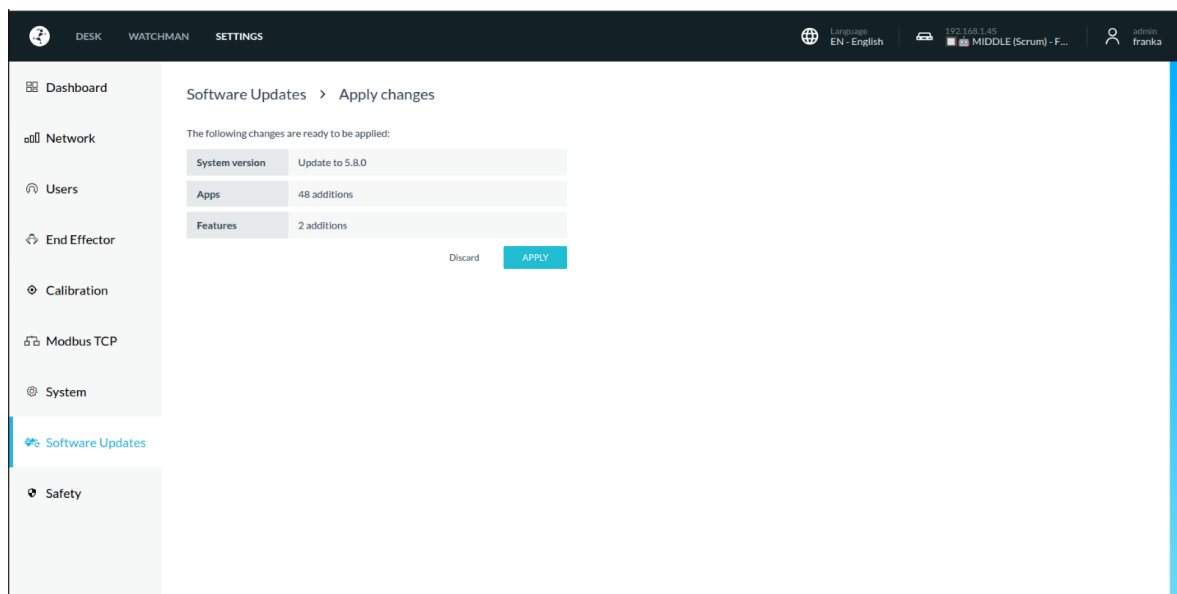 DESK WATCHMAN SETTINGS
Language
EN - English
192.168.1.45
MIDDLE (Scrum) - F...
admin
franka
Dashboard
Network
Users
End Effector
Calibration
Modbus TCP
System
Software Updates
Safety
Software Updates > Apply changes
The following changes are ready to be applied:
System version Update to 5.8.0
Apps 48 additions
Features 2 additions
Discard APPLY